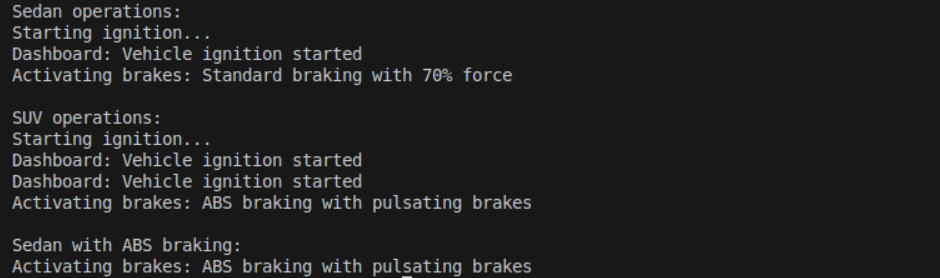 Sedan operations:
Starting ignition...
Dashboard: Vehicle ignition started
Activating brakes: Standard braking with 70% force
SUV operations:
Starting ignition...
Dashboard: Vehicle ignition started
Dashboard: Vehicle ignition started
Activating brakes: ABS braking with pulsating brakes
Sedan with ABS braking:
Activating brakes: ABS braking with pulsating brakes